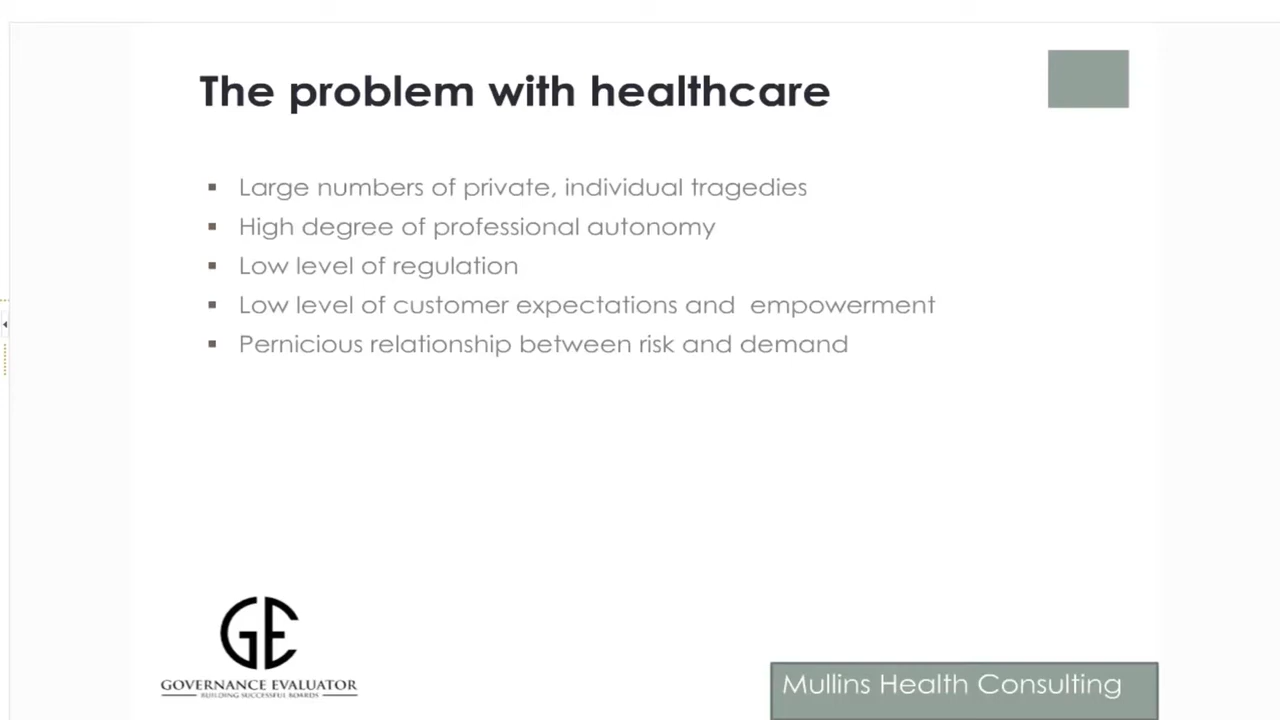 The problem with healthcare
Large numbers of private, individual tragedies
High degree of professional autonomy
Low level of regulation
Low level of customer expectations and empowerment
Pernicious relationship between risk and demand
GE
GOVERNANCE EVALUATOR
BUILDING SUCCESSFUL BOARDS
Mullins Health Consulting